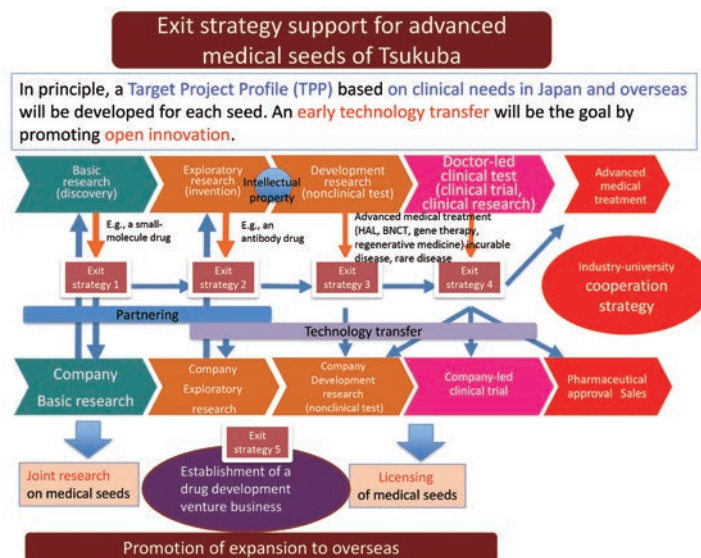 Exit strategy support for advanced
medical seeds of Tsukuba
In principle, a Target Project Profile (TPP) based on clinical needs in Japan and overseas
will be developed for each seed. An early technology transfer will be the goal by
promoting open innovation.
Basic
research
(discovery)
Exploratory
research
(invention)
Intellectual
property
Development
research
(nonclinical test)
Doctor-led
clinical test
(clinical trial,
clinical research)
Advanced
medical
treatment
E.g., a small-
molecule drug
E.g., an
antibody drug
Advanced medical treatment
(HAL, BNCT, gene therapy,
regenerative medicine) incurable
disease, rare disease
Exit
strategy 1
Exit
strategy 2
Exit
strategy 3
Exit
strategy 4
Industry-university
cooperation
strategy
Partnering
Technology transfer
Company
Basic research
Company
Exploratory
research
Company
Development
research
(nonclinical test)
Company-led
clinical trial
Pharmaceutical
approval Sales
Exit
strategy 5
Joint research
on medical seeds
Establishment of a
drug development
venture business
Licensing
of medical seeds
Promotion of expansion to overseas